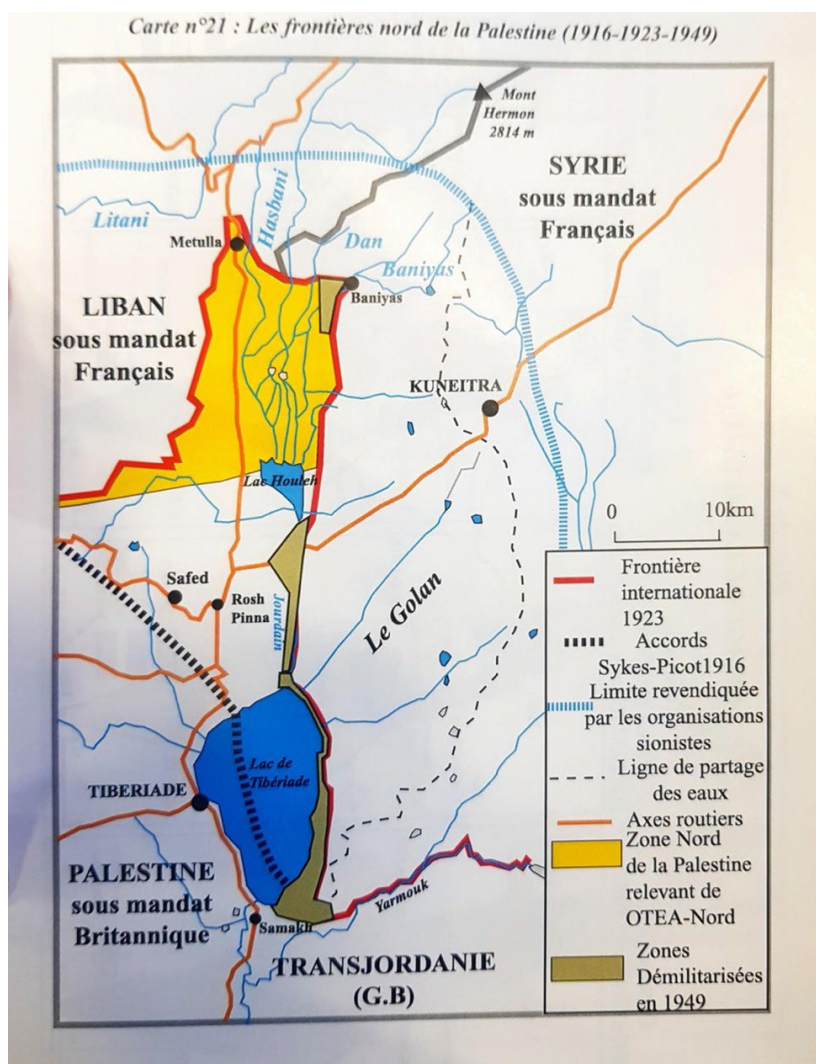 Carte n°21 : Les frontières nord de la Palestine (1916-1923-1949)
Mont
Hermon
2814 m
SYRIE
sous mandat
Français
Litani
Hasbani
Metulla
Dan
Baniyas
Baniyas
LIBAN
sous mandat
Français
KUNEITRA
Lac Houleh
0 10km
Safed
Rosh
Pinna
Jourdain
Le Golan
Lac de
Tibériade
TIBERIADE
PALESTINE
sous mandat
Britannique
Samakh
Yarmouk
TRANSJORDANIE
(G.B)
Frontière
internationale
1923
Accords
Sykes-Picot1916
Limite revendiquée
par les organisations
sionistes
Ligne de partage
des eaux
Axes routiers
Zone Nord
de la Palestine
relevant de
OTEA-Nord
Zones
Démilitarisées
en 1949